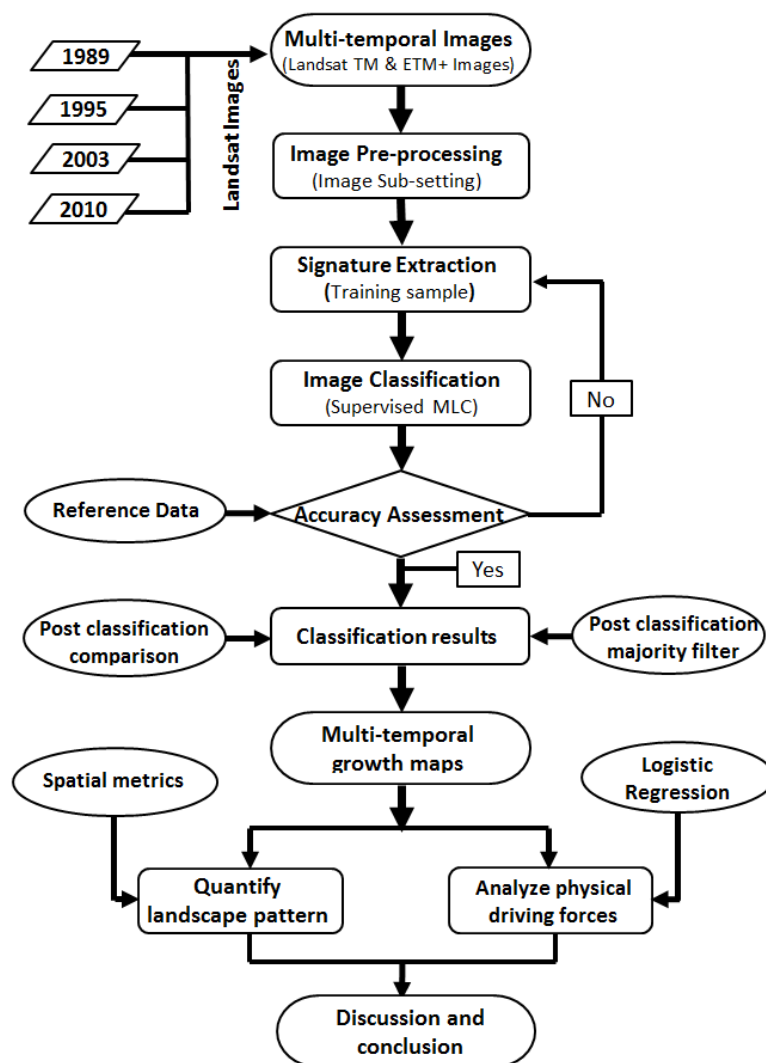 Multi-temporal Images
(Landsat TM & ETM+ Images)
1989
1995
2003
2010
Landsat Images
Image Pre-processing
(Image Sub-setting)
Signature Extraction
(Training sample)
Image Classification
(Supervised MLC)
No
Reference Data
Accuracy Assessment
Yes
Post classification
comparison
Classification results
Post classification
majority filter
Multi-temporal
growth maps
Spatial metrics
Logistic
Regression
Quantify
landscape pattern
Analyze physical
driving forces
Discussion and
conclusion